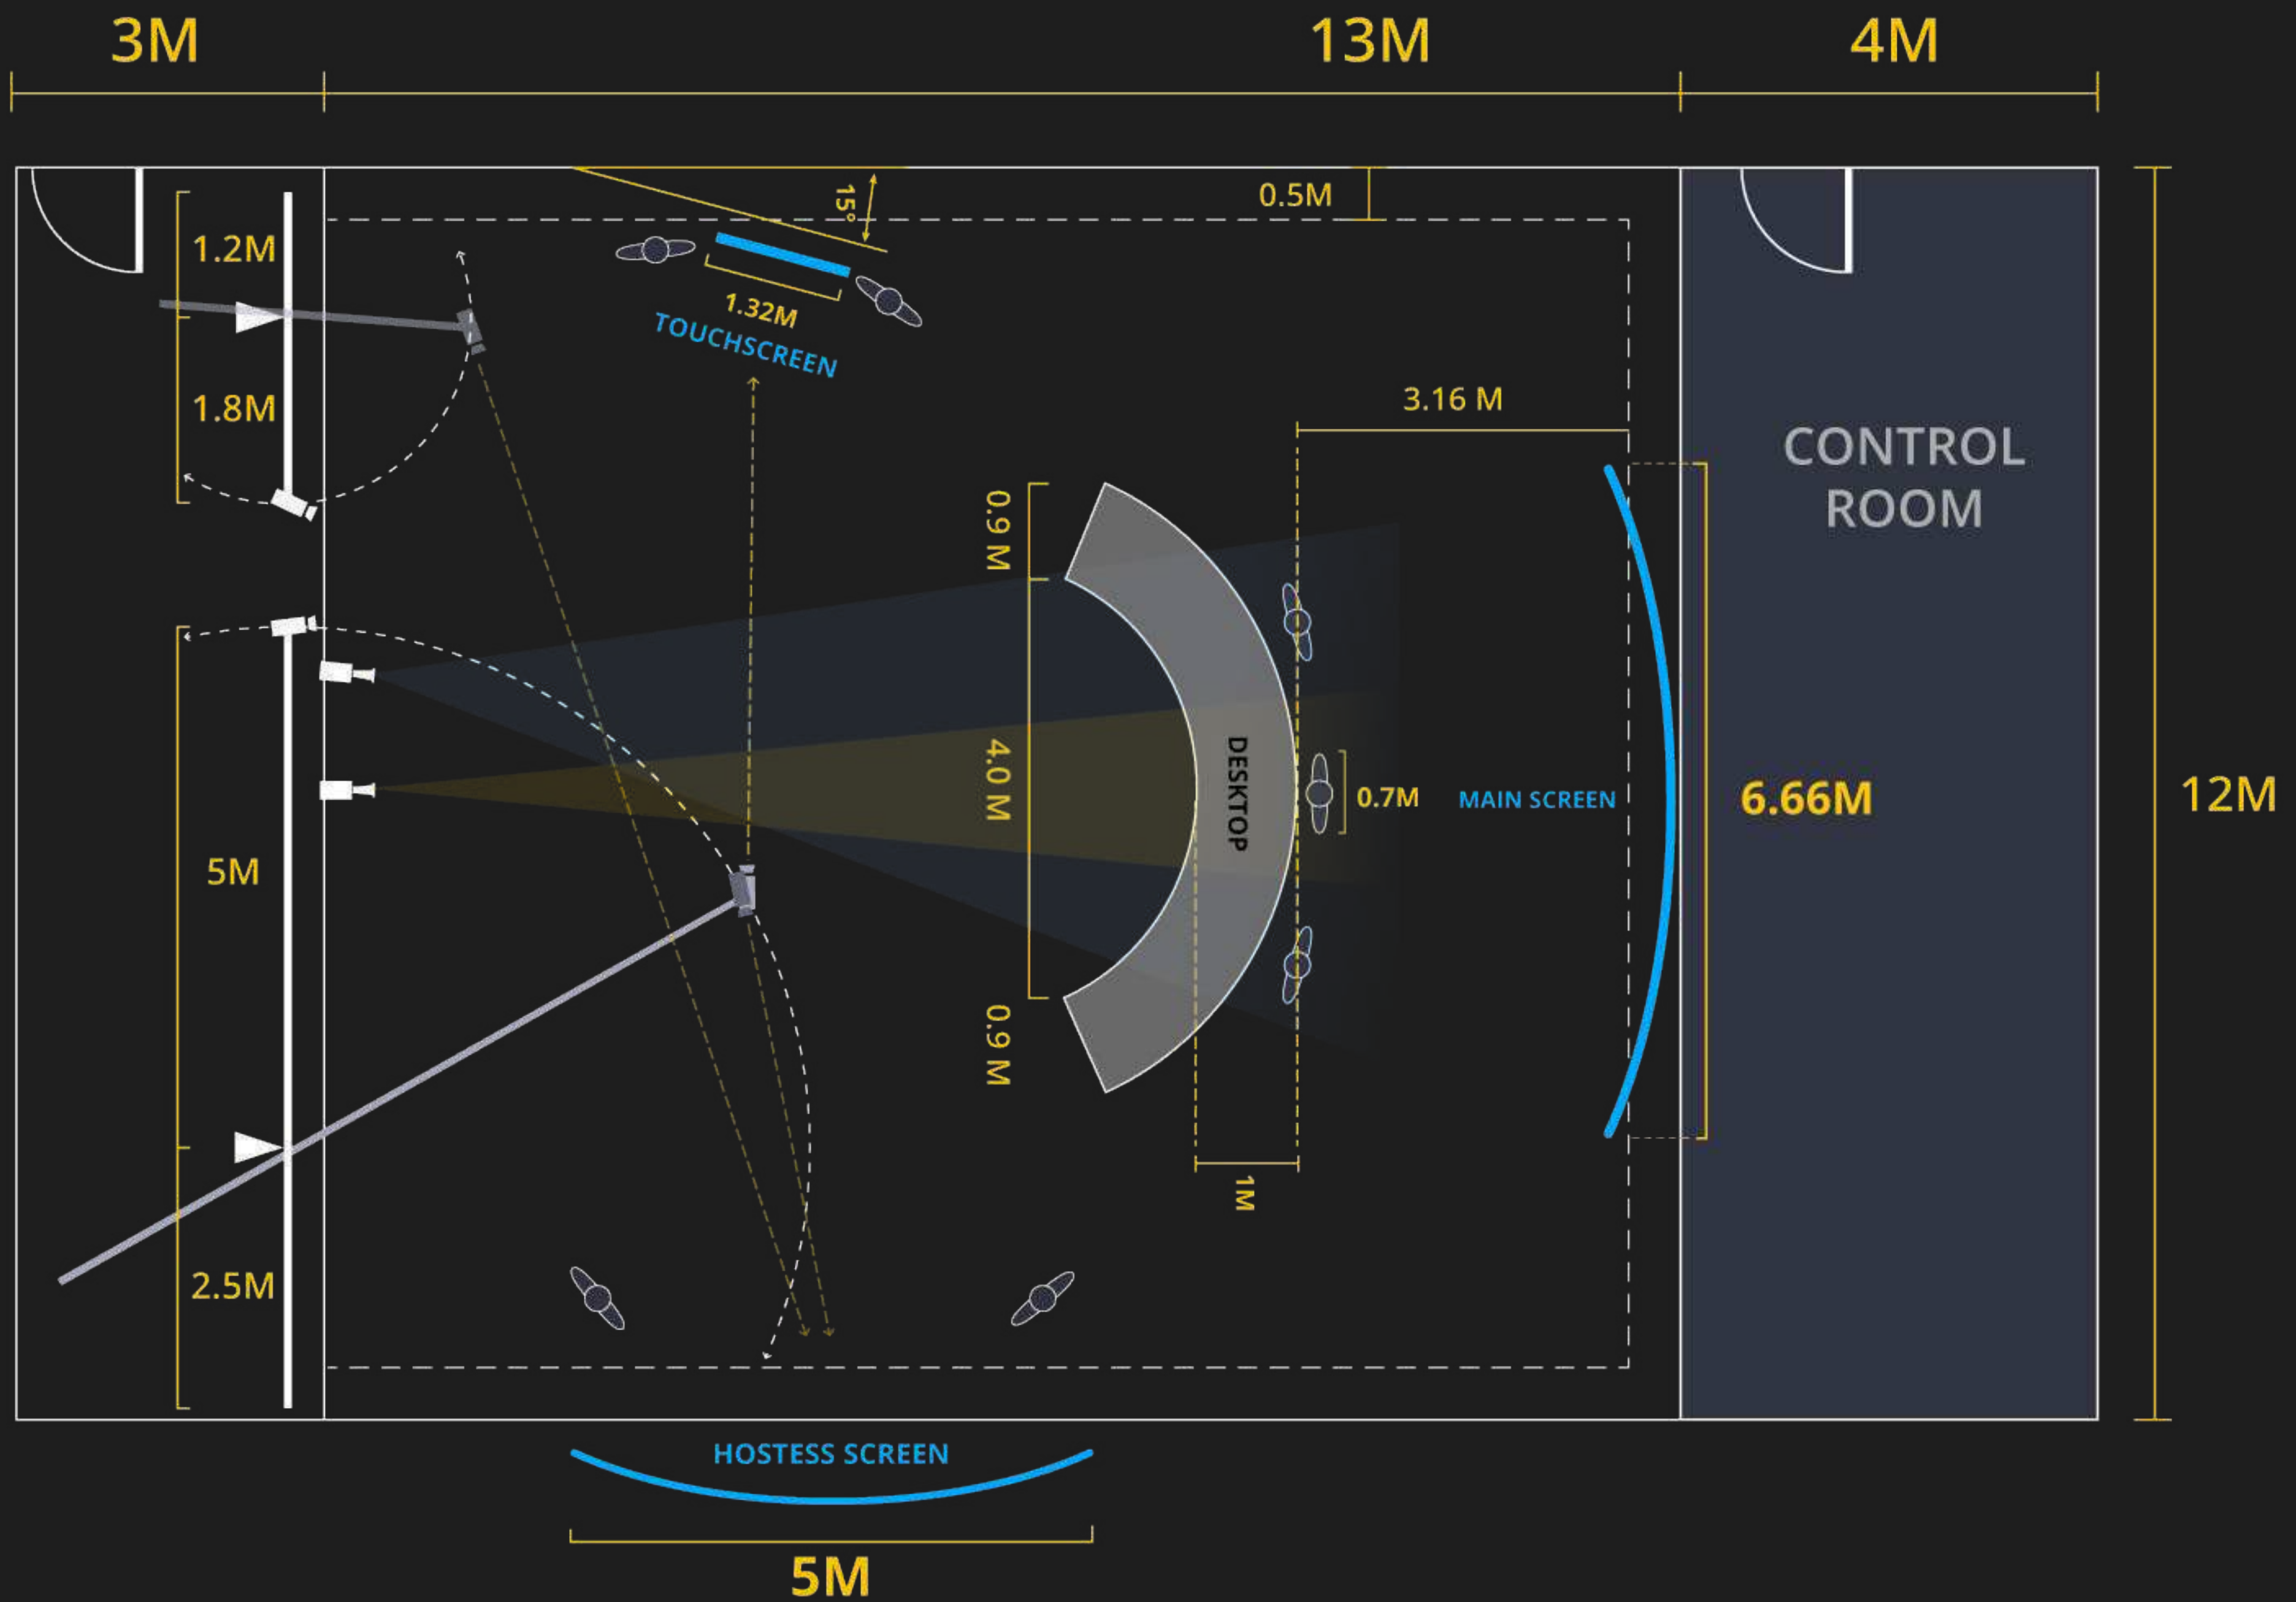 3M
13M
4M
0.5M
15°
1.2M
1.32M
TOUCHSCREEN
1.8M
3.16 M
CONTROL
ROOM
0.9 M
4.0 M
DESKTOP
0.7M
MAIN SCREEN
6.66M
12M
5M
0.9 M
1M
2.5M
HOSTESS SCREEN
5M